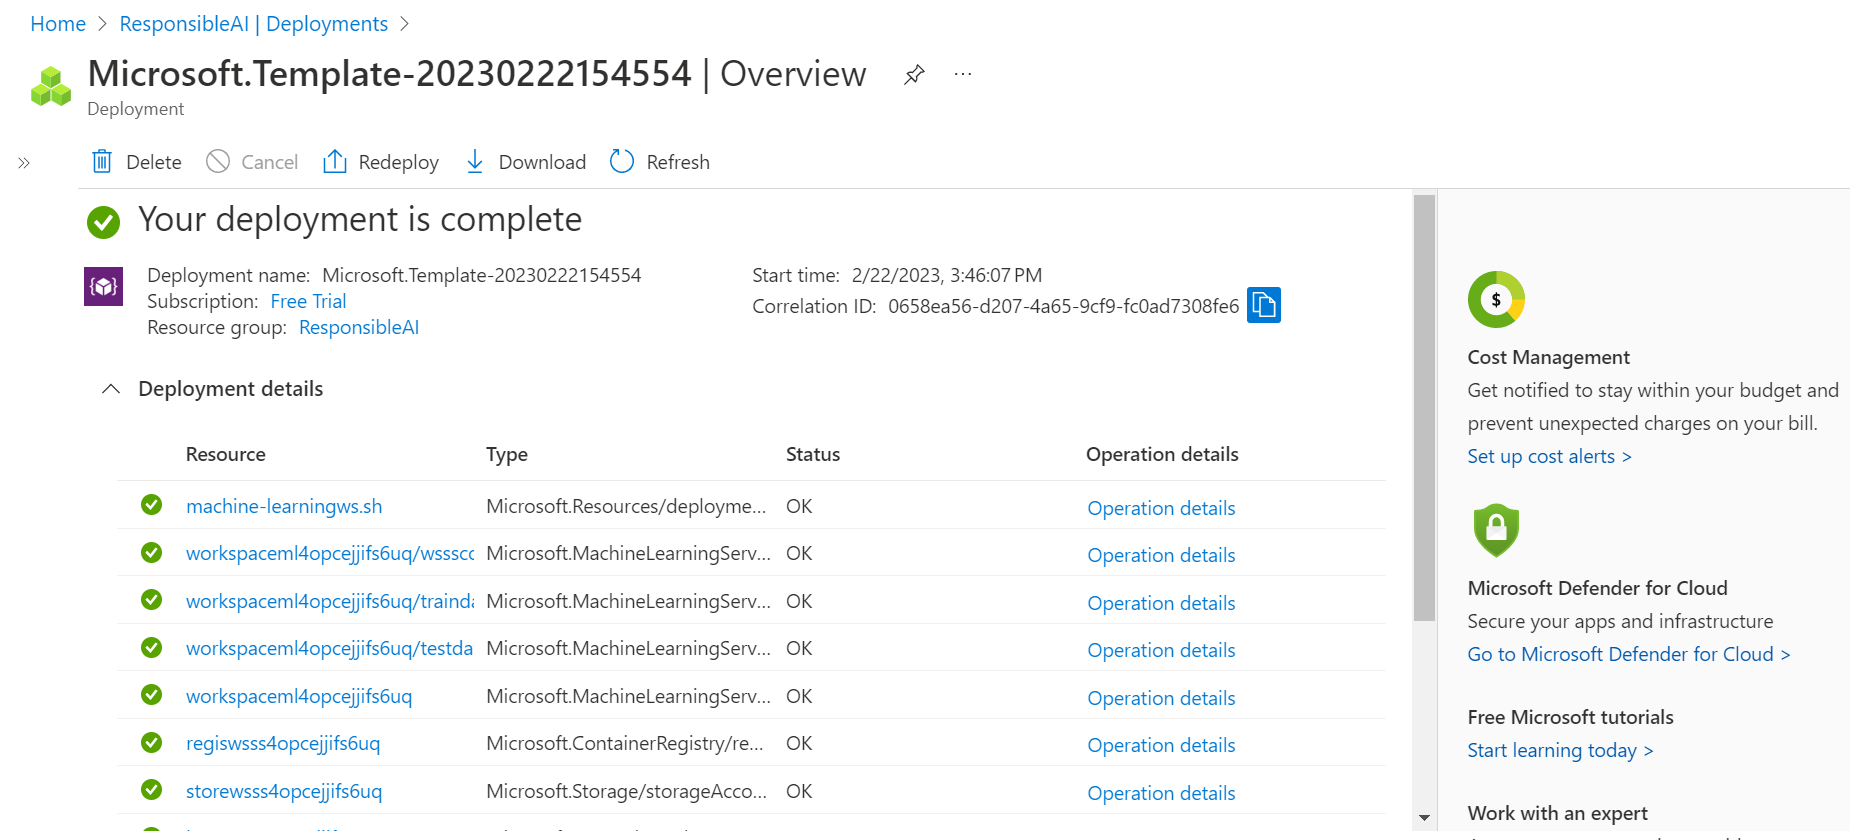 Home > ResponsibleAI | Deployments >
Microsoft.Template-20230222154554 | Overview
Deployment
Delete Cancel Redeploy Download Refresh
Your deployment is complete
Deployment name: Microsoft.Template-20230222154554
Subscription: Free Trial
Resource group: ResponsibleAI
Start time: 2/22/2023, 3:46:07 PM
Correlation ID: 0658ea56-d207-4a65-9cf9-fc0ad7308fe6
Deployment details
Resource Type Status Operation details
machine-learningws.sh Microsoft.Resources/deployme... OK Operation details
workspaceml4opcejjifs6uq/wssscc Microsoft.MachineLearningServ... OK Operation details
workspaceml4opcejjifs6uq/trainda Microsoft.MachineLearningServ... OK Operation details
workspaceml4opcejjifs6uq/testda Microsoft.MachineLearningServ... OK Operation details
workspaceml4opcejjifs6uq Microsoft.MachineLearningServ... OK Operation details
regiswsss4opcejjifs6uq Microsoft.ContainerRegistry/re... OK Operation details
storewsss4opcejjifs6uq Microsoft.Storage/storageAcco... OK Operation details
Cost Management
Get notified to stay within your budget and
prevent unexpected charges on your bill.
Set up cost alerts >
Microsoft Defender for Cloud
Secure your apps and infrastructure
Go to Microsoft Defender for Cloud >
Free Microsoft tutorials
Start learning today >
Work with an expert